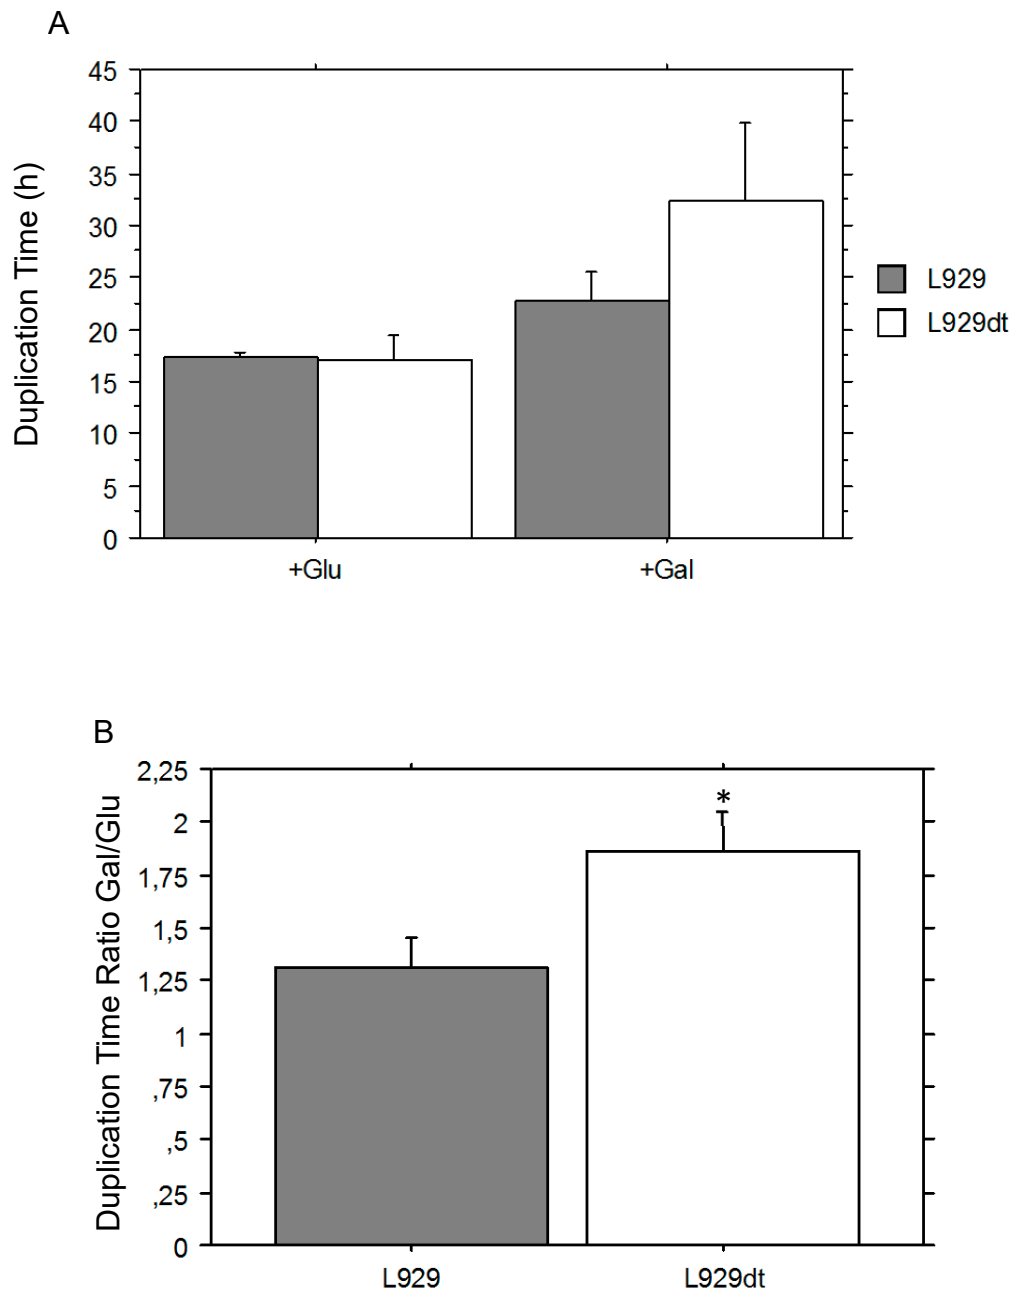 A
Duplication Time (h)
45
40
35
30
25
20
15
10
5
0
+Glu
+Gal
L929
L929dt
B
Duplication Time Ratio Gal/Glu
2,25
2
1,75
1,5
1,25
1
,75
,5
,25
0
*
L929
L929dt